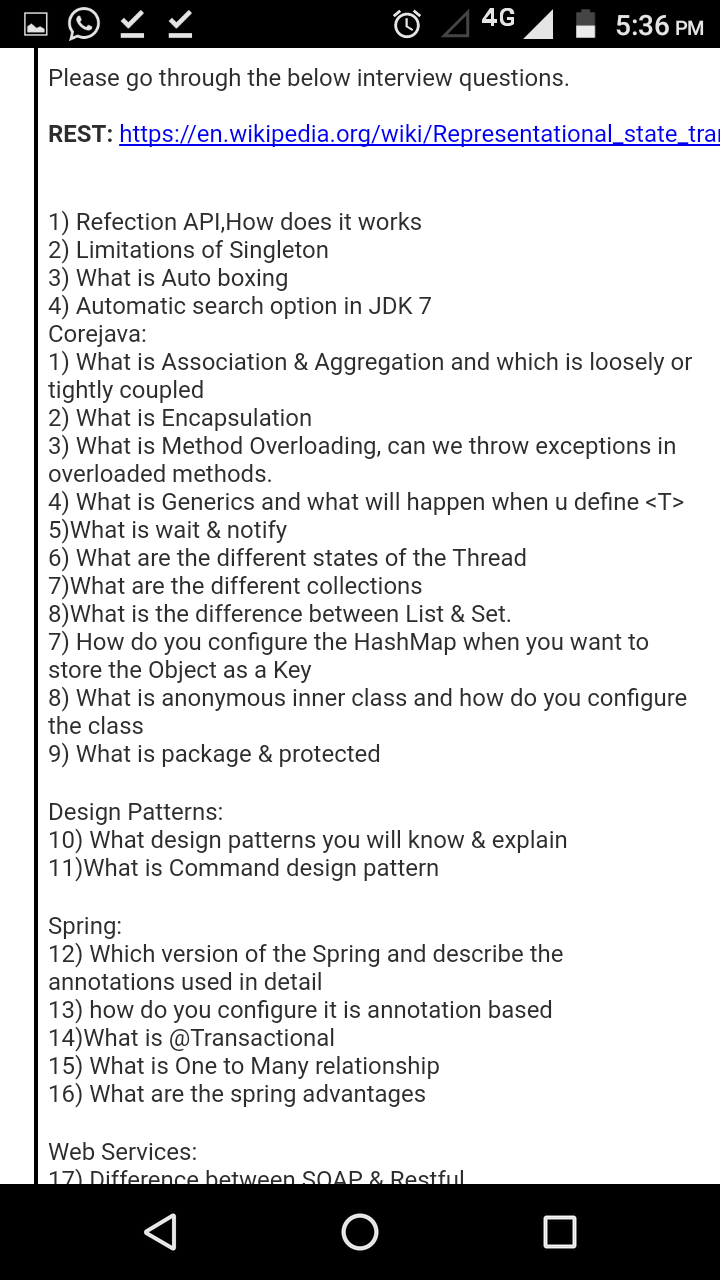 4G 5:36 PM
Please go through the below interview questions.
REST: https://en.wikipedia.org/wiki/Representational_state_tra
1) Refection API,How does it works
2) Limitations of Singleton
3) What is Auto boxing
4) Automatic search option in JDK 7
Corejava:
1) What is Association & Aggregation and which is loosely or
tightly coupled
2) What is Encapsulation
3) What is Method Overloading, can we throw exceptions in
overloaded methods.
4) What is Generics and what will happen when u define <T>
5)What is wait & notify
6) What are the different states of the Thread
7)What are the different collections
8)What is the difference between List & Set.
7) How do you configure the HashMap when you want to
store the Object as a Key
8) What is anonymous inner class and how do you configure
the class
9) What is package & protected
Design Patterns:
10) What design patterns you will know & explain
11)What is Command design pattern
Spring:
12) Which version of the Spring and describe the
annotations used in detail
13) how do you configure it is annotation based
14)What is @Transactional
15) What is One to Many relationship
16) What are the spring advantages
Web Services:
17) Difference between SOAP & Restful